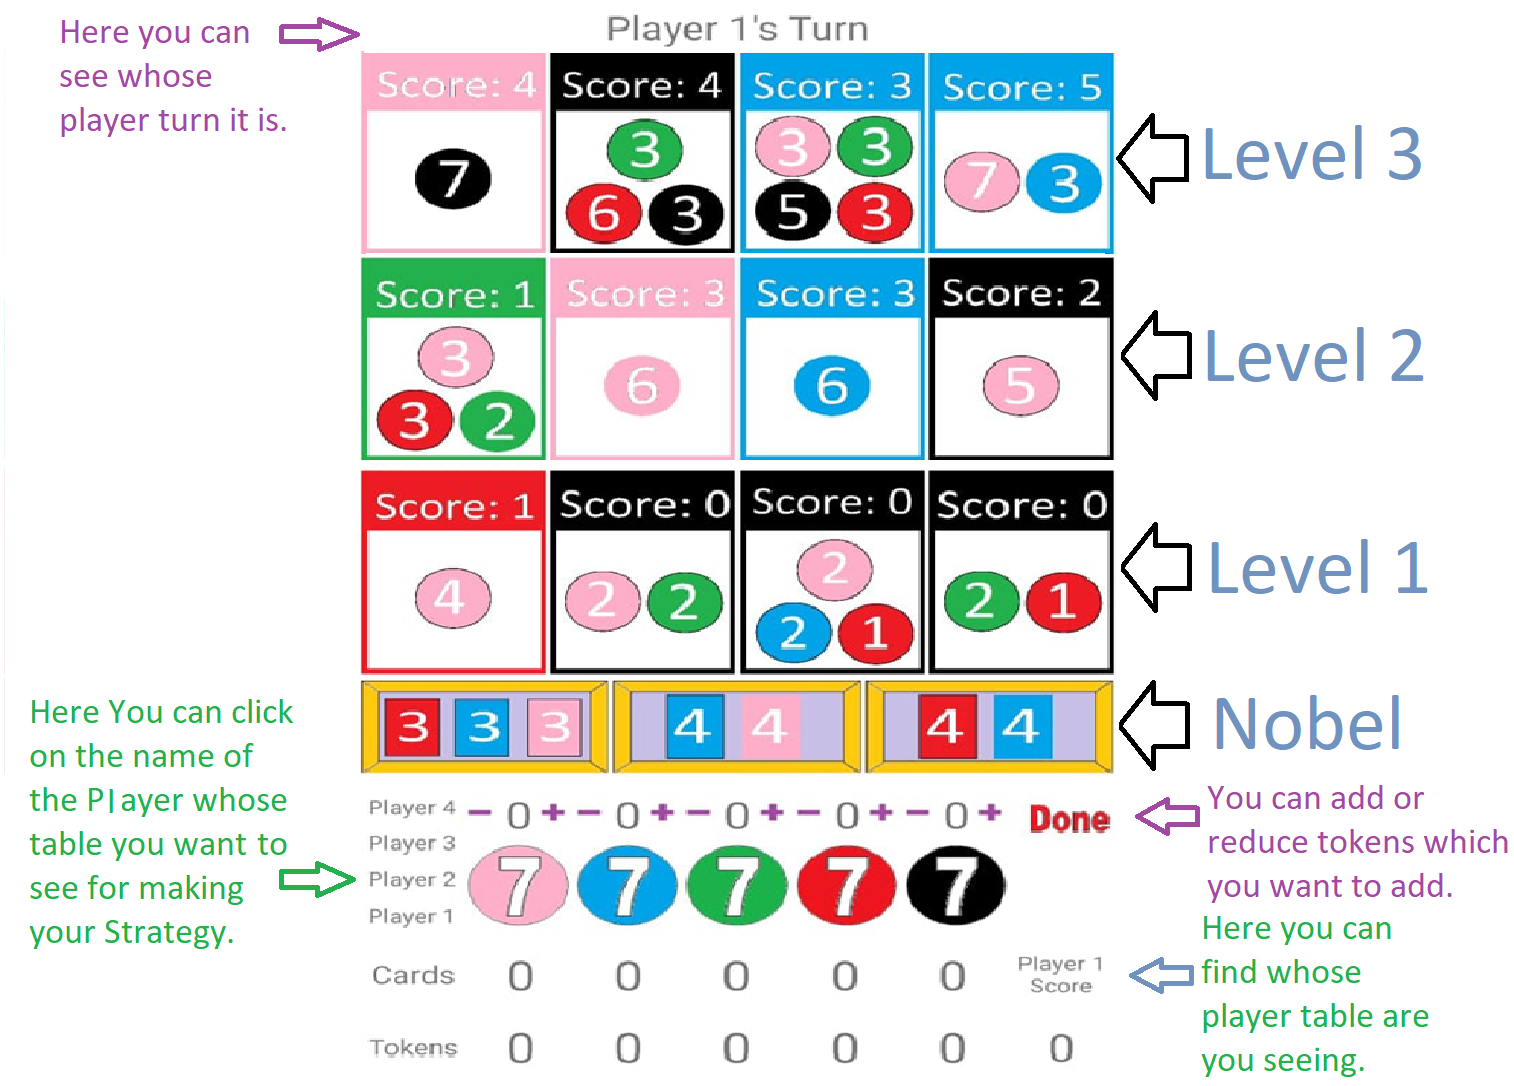 Here you can
see whose
player turn it is.
Player 1's Turn
Score: 4
Score: 4
Score: 3
Score: 5
7
3
6 3
3 3
5 3
7 3
Level 3
Score: 1
Score: 3
Score: 3
Score: 2
3
3 2
6
6
5
Level 2
Score: 1
Score: 0
Score: 0
Score: 0
4
2 2
2
2 1
2 1
Level 1
3 3 3
4 4
4 4
Nobel
Here You can click
on the name of
the Player whose
table you want to
see for making
your Strategy.
Player 4
Player 3
Player 2
Player 1
- 0 + - 0 + - 0 + - 0 + - 0 +
Done
7 7 7 7 7
You can add or
reduce tokens which
you want to add.
Cards 0 0 0 0 0
Player 1
Score
Tokens 0 0 0 0 0 0
Here you can
find whose
player table are
you seeing.